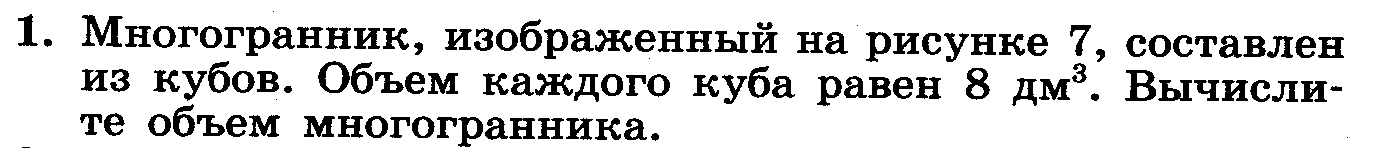 1. Многогранник, изображенный на рисунке 7, составлен
из кубов. Объем каждого куба равен 8 дм³. Вычисли-
те объем многогранника.